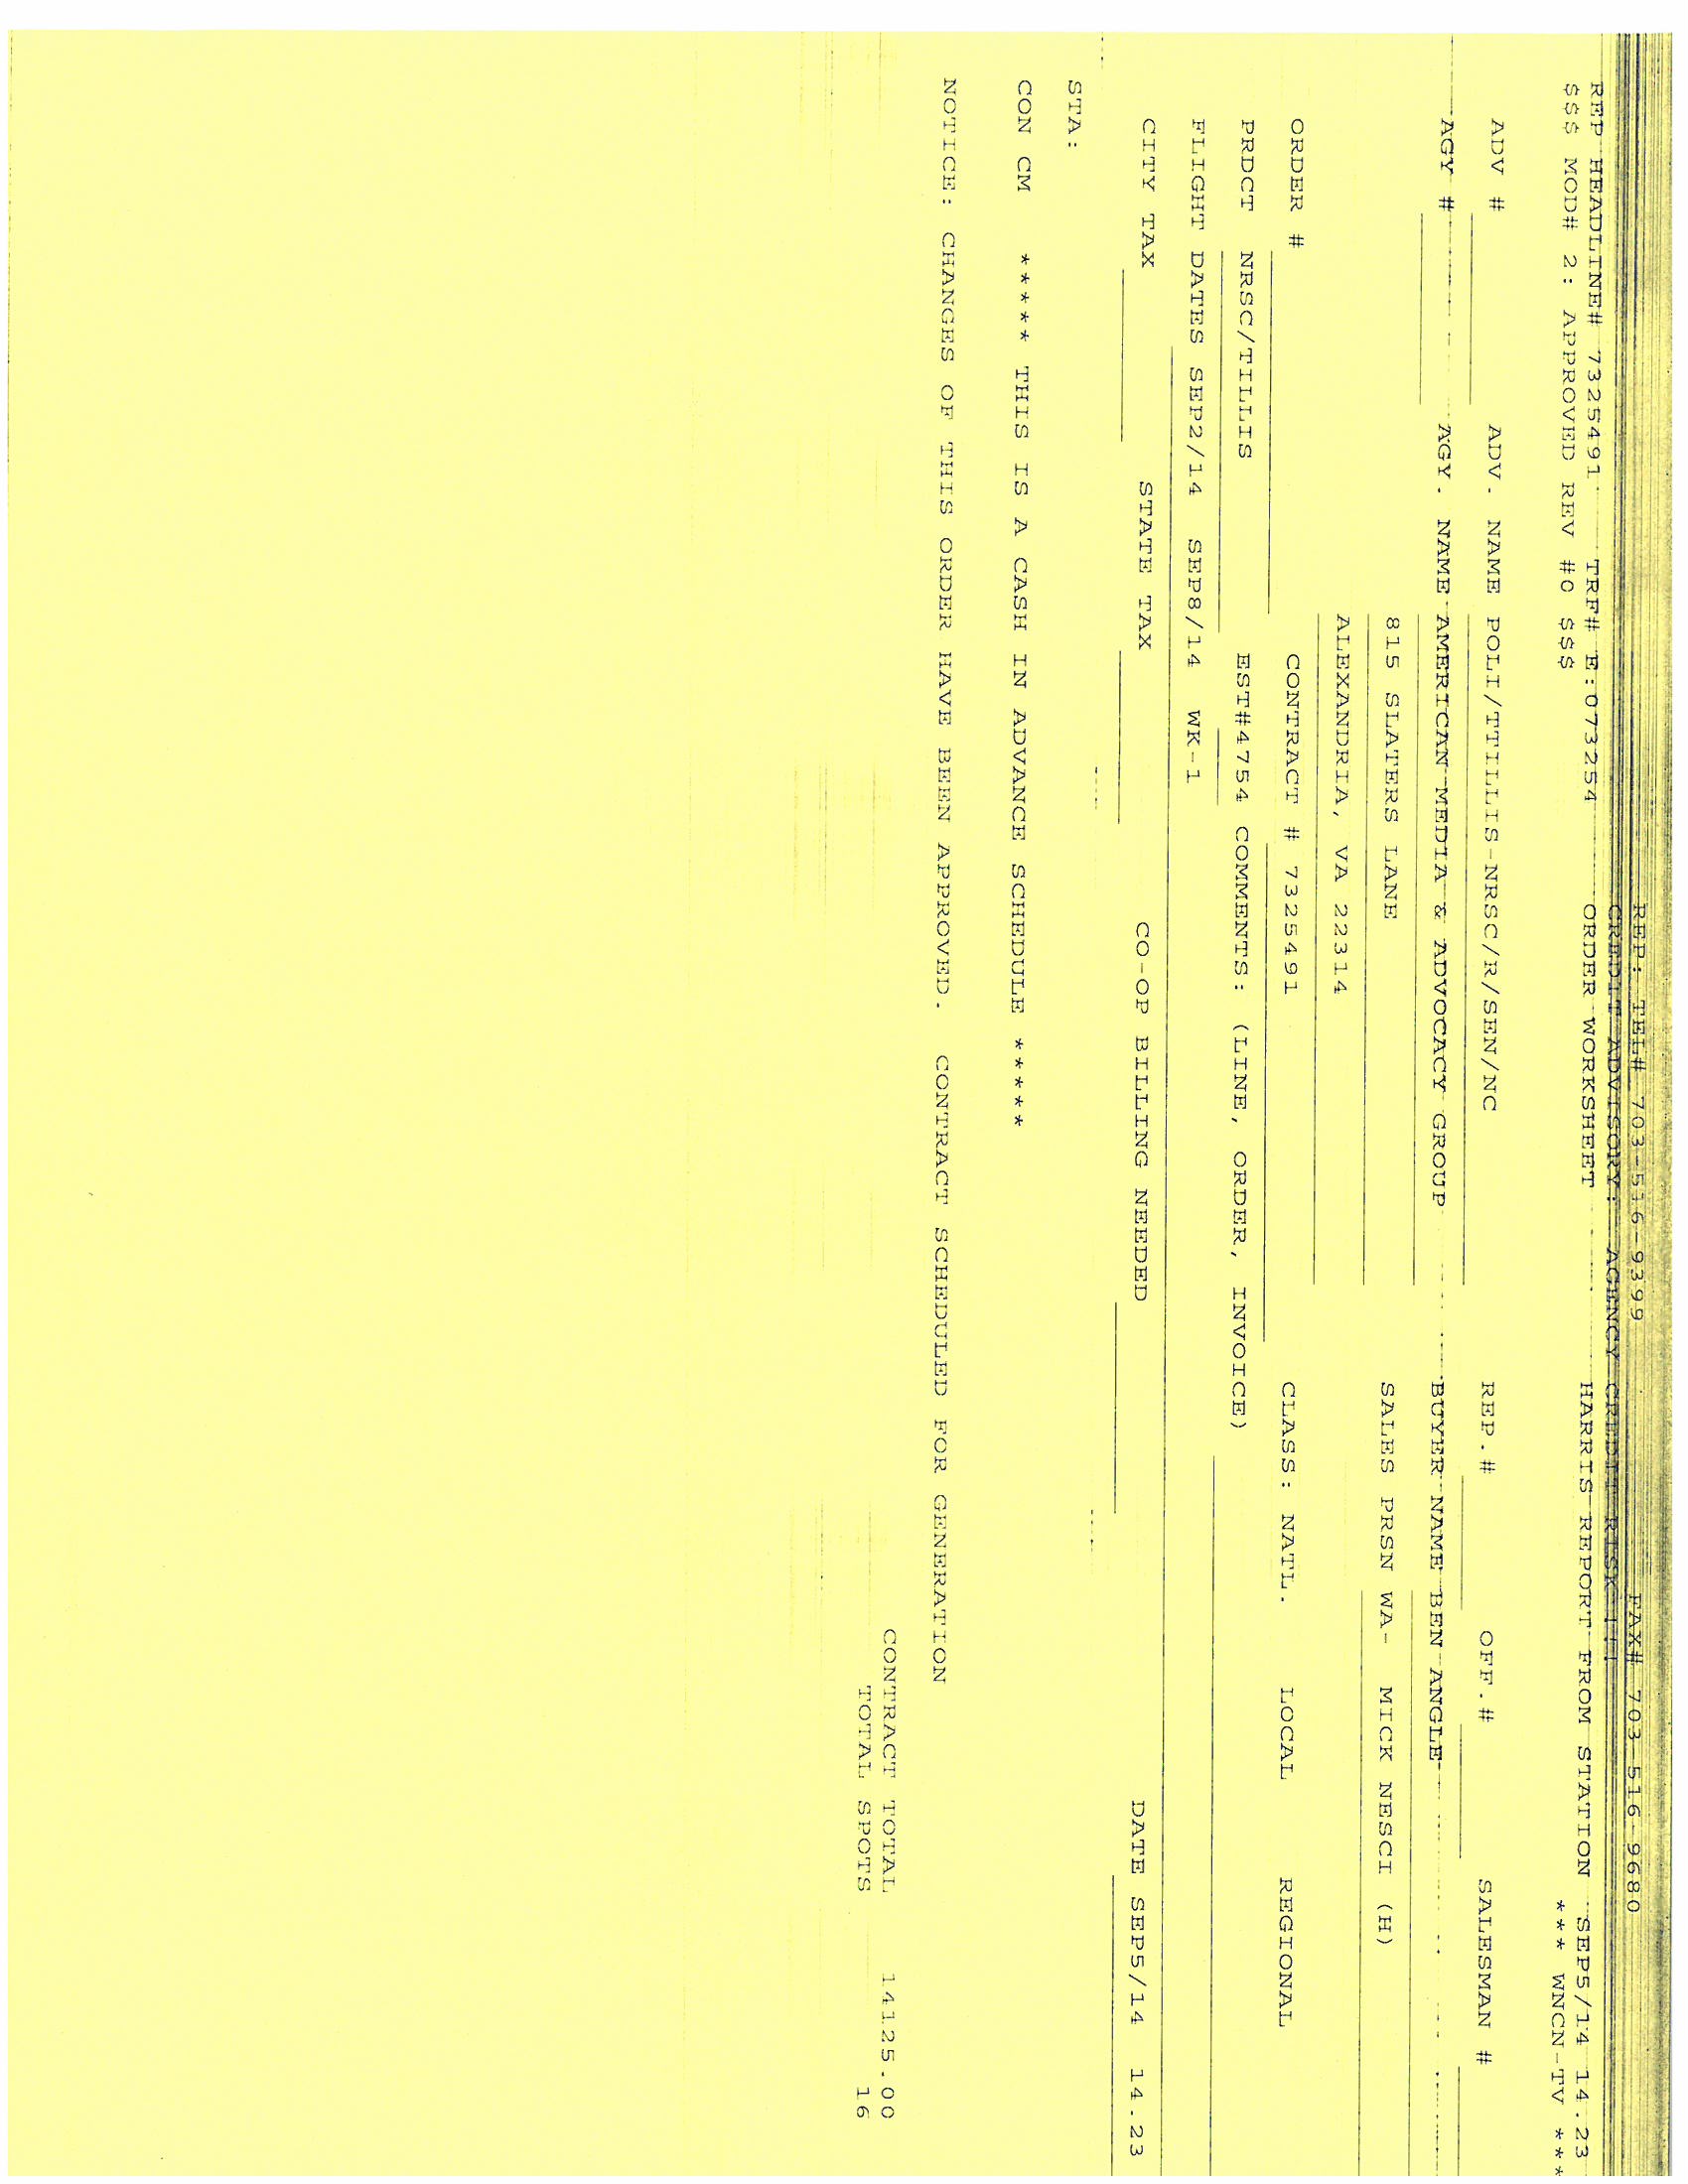 REP: TEL# 703-516-9399 FAX# 703-516-9680
CREDIT ADVISORY: AGENCY CREDIT RISK !!!
REP HEADLINE# 7325491 TRF# E:073254 ORDER WORKSHEET HARRIS REPORT FROM STATION SEP5/14 14.23
$$$ MOD# 2: APPROVED REV #0 $$$ *** WNCN-TV ***
ADV # ADV. NAME POLI/TTILLIS-NRSC/R/SEN/NC REP.# OFF.# SALESMAN #
AGY # AGY. NAME AMERICAN MEDIA & ADVOCACY GROUP BUYER NAME BEN ANGLE
815 SLATERS LANE SALES PRSN WA- MICK NESCI (H)
ALEXANDRIA, VA 22314
ORDER # CONTRACT # 7325491 CLASS: NATL. LOCAL REGIONAL
PRDCT NRSC/TILLIS EST#4754 COMMENTS: (LINE, ORDER, INVOICE)
FLIGHT DATES SEP2/14 SEP8/14 WK-1
CITY TAX STATE TAX CO-OP BILLING NEEDED DATE SEP5/14 14.23
STA:
CON CM ***** THIS IS A CASH IN ADVANCE SCHEDULE *****
NOTICE: CHANGES OF THIS ORDER HAVE BEEN APPROVED. CONTRACT SCHEDULED FOR GENERATION
CONTRACT TOTAL 14125.00
TOTAL SPOTS 16